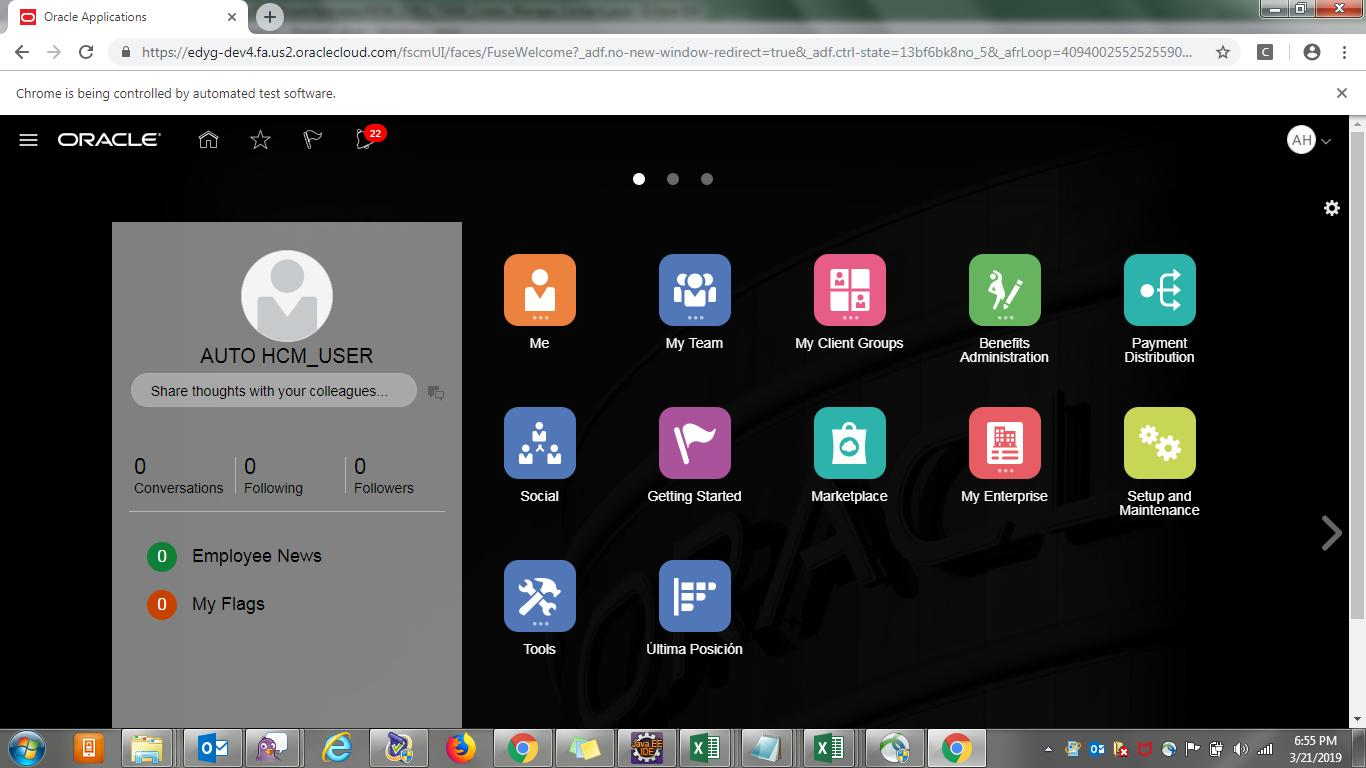 Oracle Applications
https://edyg-dev4.fa.us2.oraclecloud.com/fscmUI/faces/FuseWelcome?_adf.no-new-window-redirect=true&_adf.ctrl-state=13bf6bk8no_5&_afrLoop=4094002552525590...
C
Chrome is being controlled by automated test software.
ORACLE
22
AH
AUTO HCM_USER
Share thoughts with your colleagues...
0 0 0
Conversations Following Followers
0 Employee News
0 My Flags
Me My Team My Client Groups Benefits Payment
Administration Distribution
Social Getting Started Marketplace My Enterprise Setup and
Maintenance
Tools Última Posición
Java EE
IDE
6:55 PM
3/21/2019